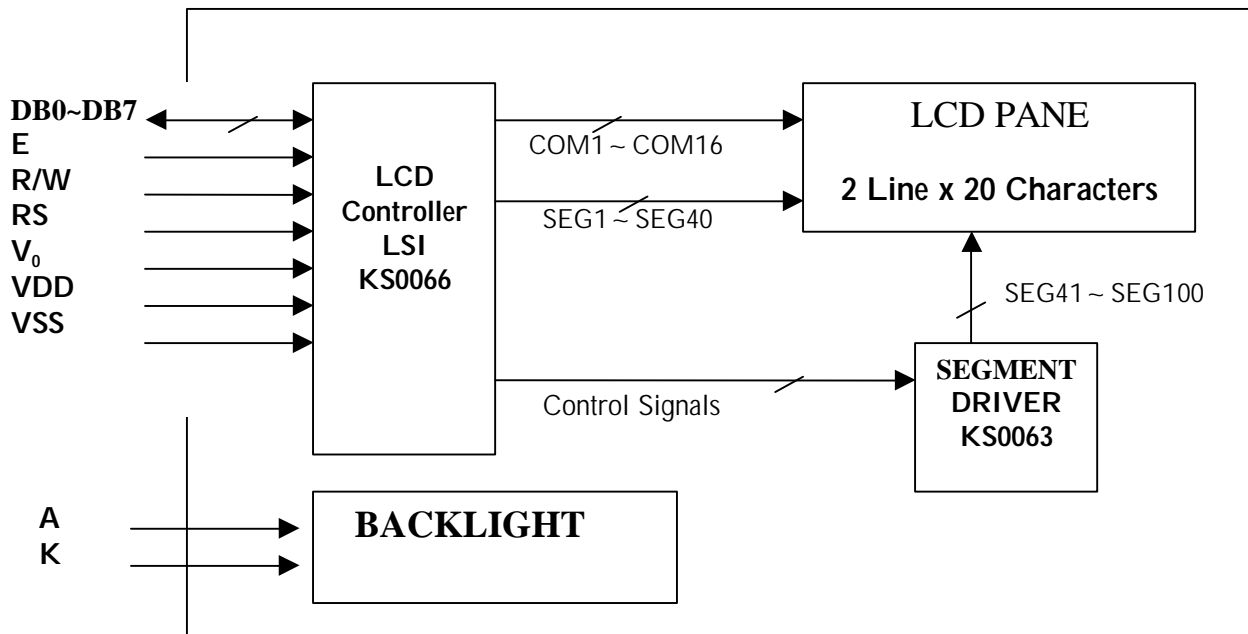 DB0~DB7
E
R/W
RS
V0
VDD
VSS
LCD
Controller
LSI
KS0066
COM1 ~ COM16
SEG1 ~ SEG40
LCD PANE
2 Line x 20 Characters
SEG41 ~ SEG100
Control Signals
SEGMENT
DRIVER
KS0063
A
K
BACKLIGHT